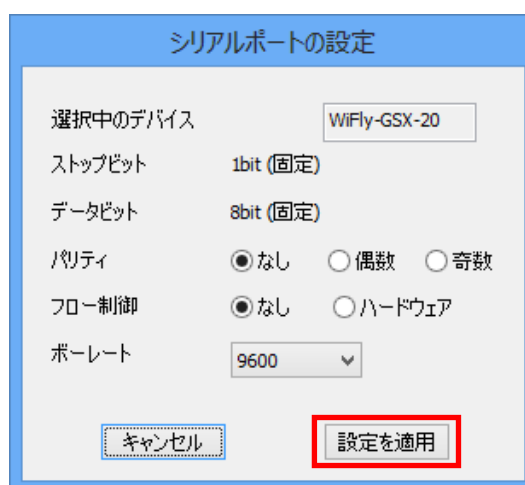 シリアルポートの設定
選択中のデバイス WiFly-GSX-20
ストップビット 1bit (固定)
データビット 8bit (固定)
パリティ なし 偶数 奇数
フロー制御 なし ハードウェア
ボーレート 9600
キャンセル 設定を適用